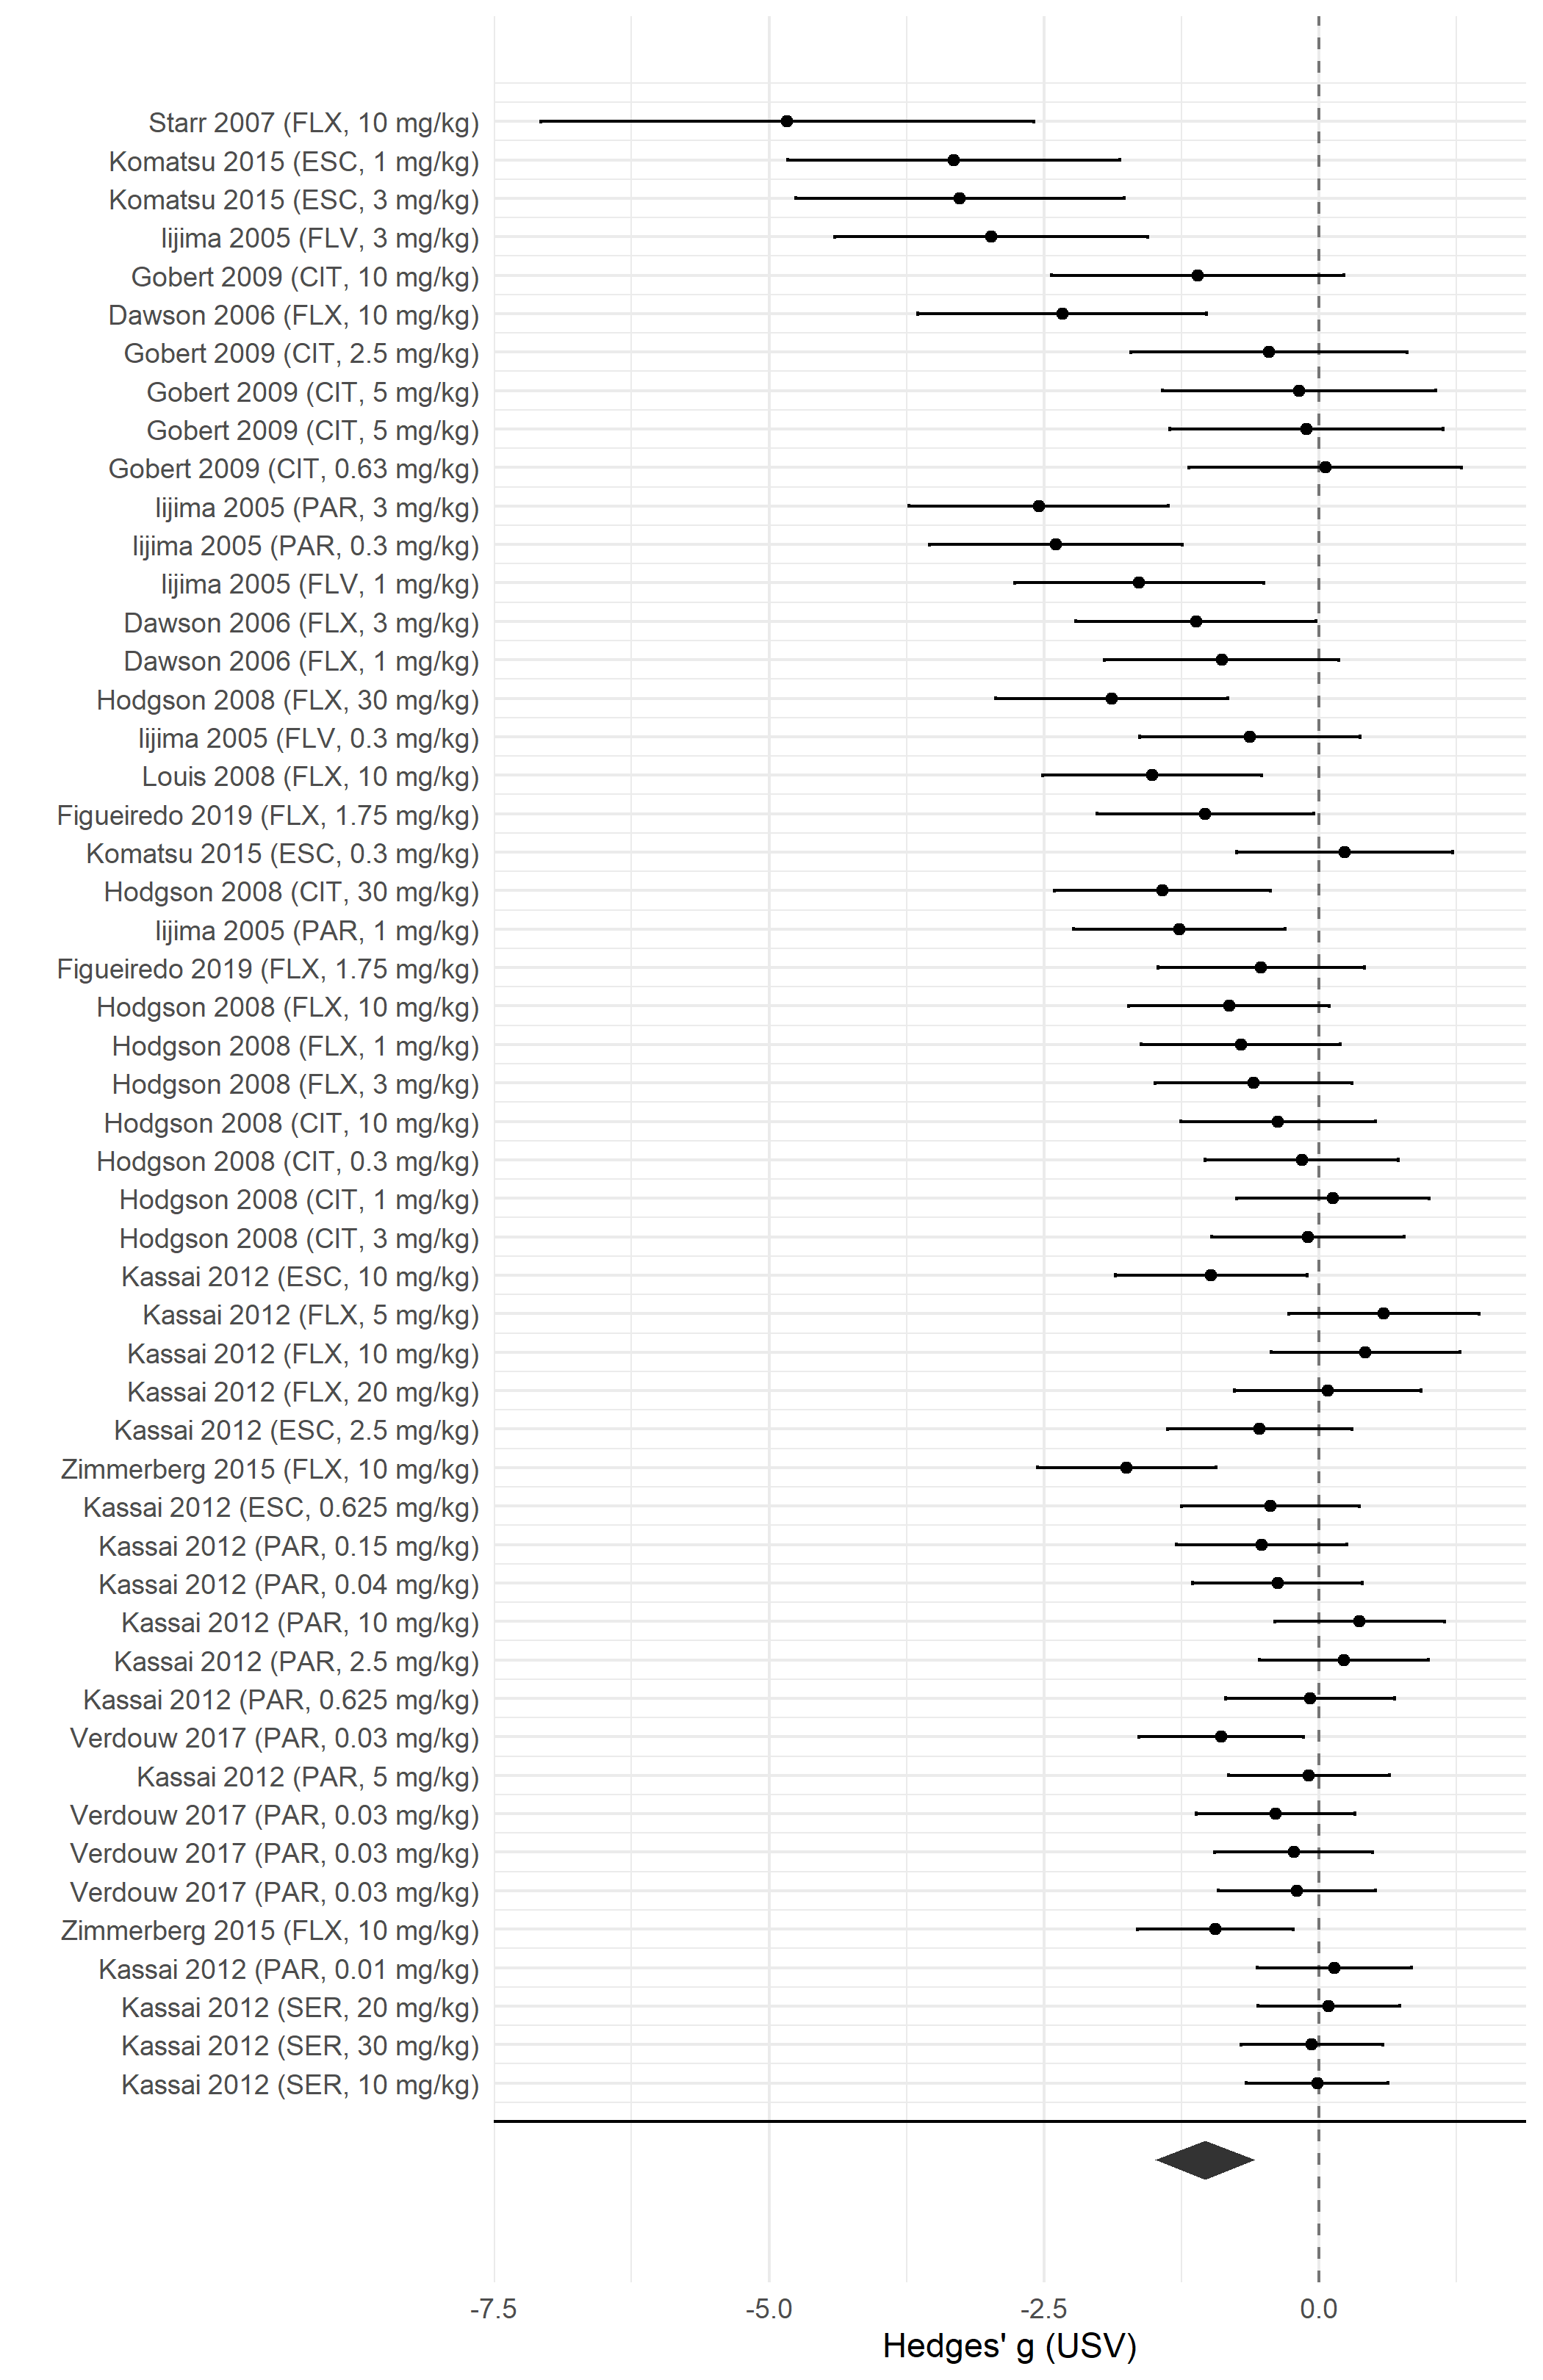 Starr 2007 (FLX, 10 mg/kg)
Komatsu 2015 (ESC, 1 mg/kg)
Komatsu 2015 (ESC, 3 mg/kg)
Iijima 2005 (FLV, 3 mg/kg)
Gobert 2009 (CIT, 10 mg/kg)
Dawson 2006 (FLX, 10 mg/kg)
Gobert 2009 (CIT, 2.5 mg/kg)
Gobert 2009 (CIT, 5 mg/kg)
Gobert 2009 (CIT, 5 mg/kg)
Gobert 2009 (CIT, 0.63 mg/kg)
Iijima 2005 (PAR, 3 mg/kg)
Iijima 2005 (PAR, 0.3 mg/kg)
Iijima 2005 (FLV, 1 mg/kg)
Dawson 2006 (FLX, 3 mg/kg)
Dawson 2006 (FLX, 1 mg/kg)
Hodgson 2008 (FLX, 30 mg/kg)
Iijima 2005 (FLV, 0.3 mg/kg)
Louis 2008 (FLX, 10 mg/kg)
Figueiredo 2019 (FLX, 1.75 mg/kg)
Komatsu 2015 (ESC, 0.3 mg/kg)
Hodgson 2008 (CIT, 30 mg/kg)
Iijima 2005 (PAR, 1 mg/kg)
Figueiredo 2019 (FLX, 1.75 mg/kg)
Hodgson 2008 (FLX, 10 mg/kg)
Hodgson 2008 (FLX, 1 mg/kg)
Hodgson 2008 (FLX, 3 mg/kg)
Hodgson 2008 (CIT, 10 mg/kg)
Hodgson 2008 (CIT, 0.3 mg/kg)
Hodgson 2008 (CIT, 1 mg/kg)
Hodgson 2008 (CIT, 3 mg/kg)
Kassai 2012 (ESC, 10 mg/kg)
Kassai 2012 (FLX, 5 mg/kg)
Kassai 2012 (FLX, 10 mg/kg)
Kassai 2012 (FLX, 20 mg/kg)
Kassai 2012 (ESC, 2.5 mg/kg)
Zimmerberg 2015 (FLX, 10 mg/kg)
Kassai 2012 (ESC, 0.625 mg/kg)
Kassai 2012 (PAR, 0.15 mg/kg)
Kassai 2012 (PAR, 0.04 mg/kg)
Kassai 2012 (PAR, 10 mg/kg)
Kassai 2012 (PAR, 2.5 mg/kg)
Kassai 2012 (PAR, 0.625 mg/kg)
Verdouw 2017 (PAR, 0.03 mg/kg)
Kassai 2012 (PAR, 5 mg/kg)
Verdouw 2017 (PAR, 0.03 mg/kg)
Verdouw 2017 (PAR, 0.03 mg/kg)
Verdouw 2017 (PAR, 0.03 mg/kg)
Zimmerberg 2015 (FLX, 10 mg/kg)
Kassai 2012 (PAR, 0.01 mg/kg)
Kassai 2012 (SER, 20 mg/kg)
Kassai 2012 (SER, 30 mg/kg)
Kassai 2012 (SER, 10 mg/kg)
-7.5 -5.0 -2.5 0.0
Hedges' g (USV)